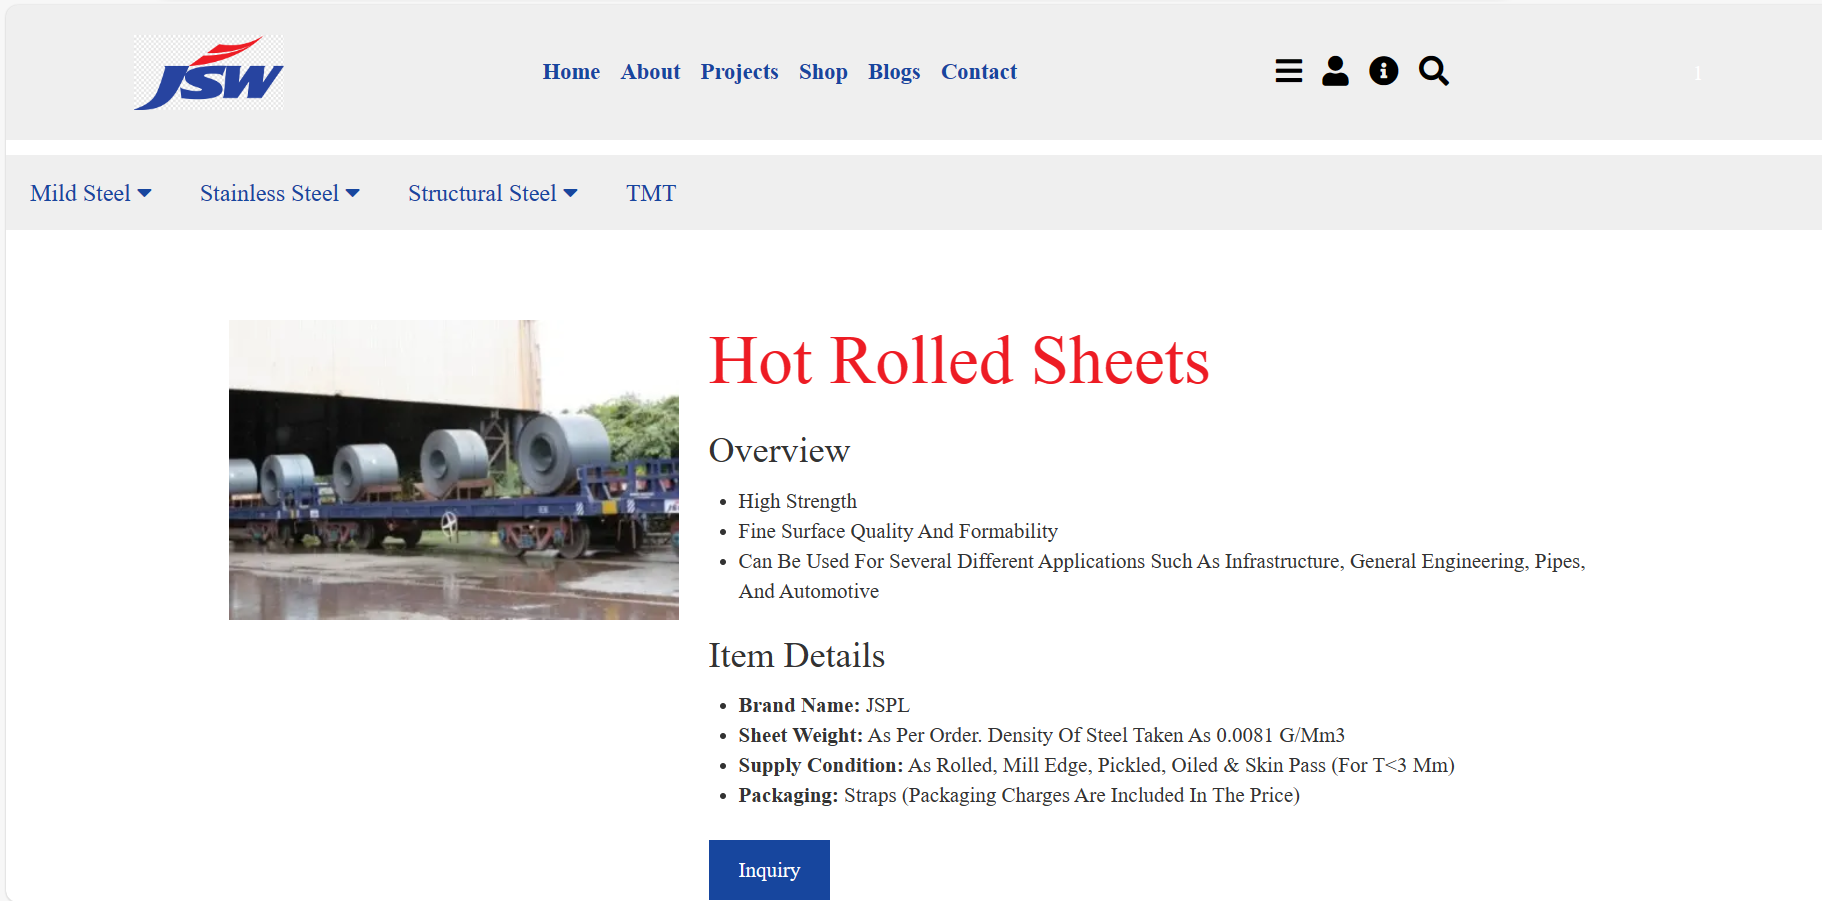 JSW
Home About Projects Shop Blogs Contact
1
Mild Steel Stainless Steel Structural Steel TMT
Hot Rolled Sheets
Overview
• High Strength
• Fine Surface Quality And Formability
• Can Be Used For Several Different Applications Such As Infrastructure, General Engineering, Pipes,
And Automotive
Item Details
• Brand Name: JSPL
• Sheet Weight: As Per Order. Density Of Steel Taken As 0.0081 G/Mm3
• Supply Condition: As Rolled, Mill Edge, Pickled, Oiled & Skin Pass (For T<3 Mm)
• Packaging: Straps (Packaging Charges Are Included In The Price)
Inquiry